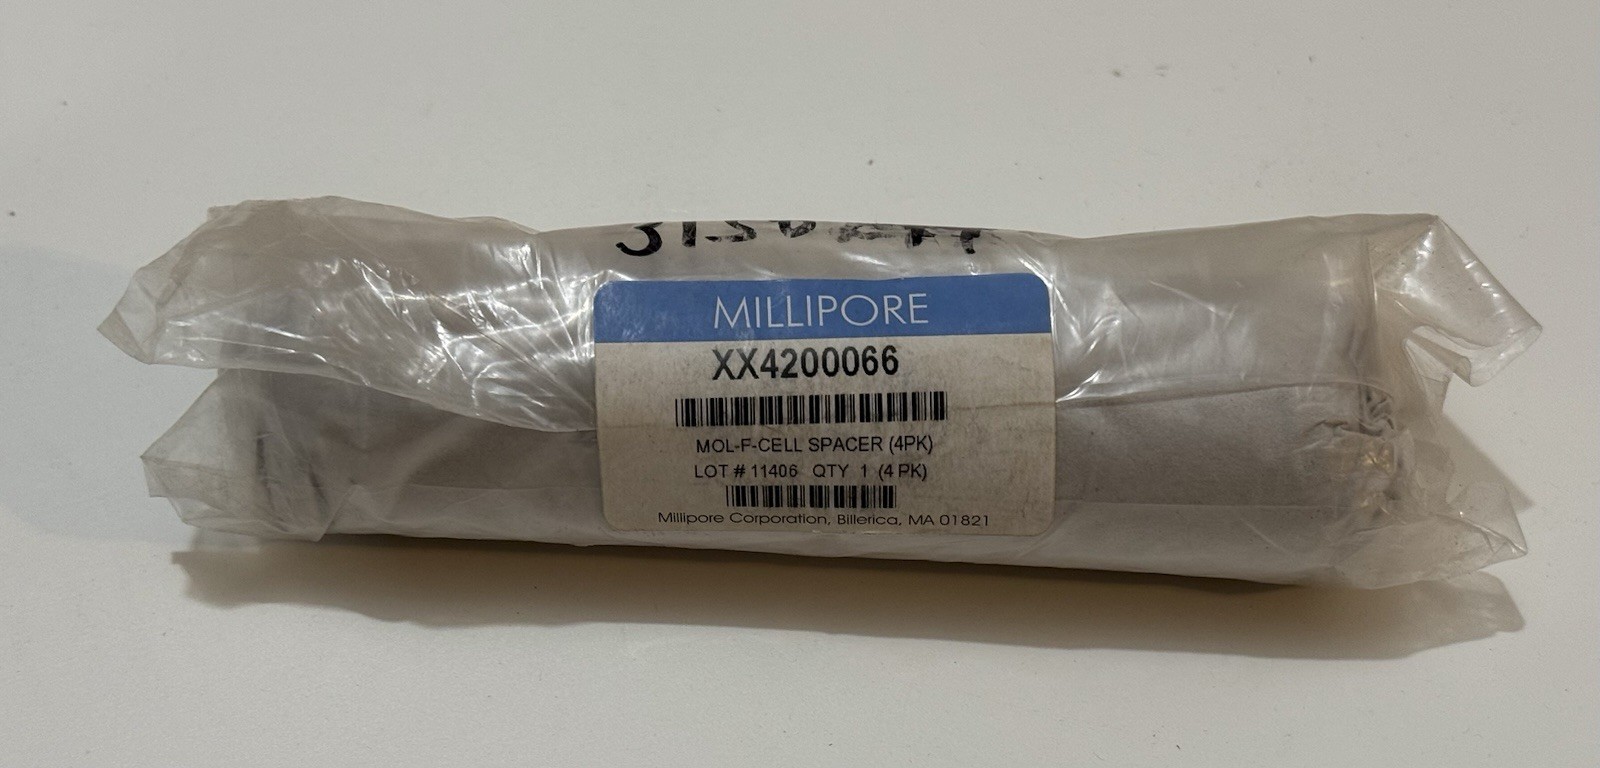 MILLIPORE
XX4200066
MOL-F-CELL SPACER (4PK)
LOT # 11406 QTY 1 (4 PK)
Millipore Corporation, Billerica, MA 01821